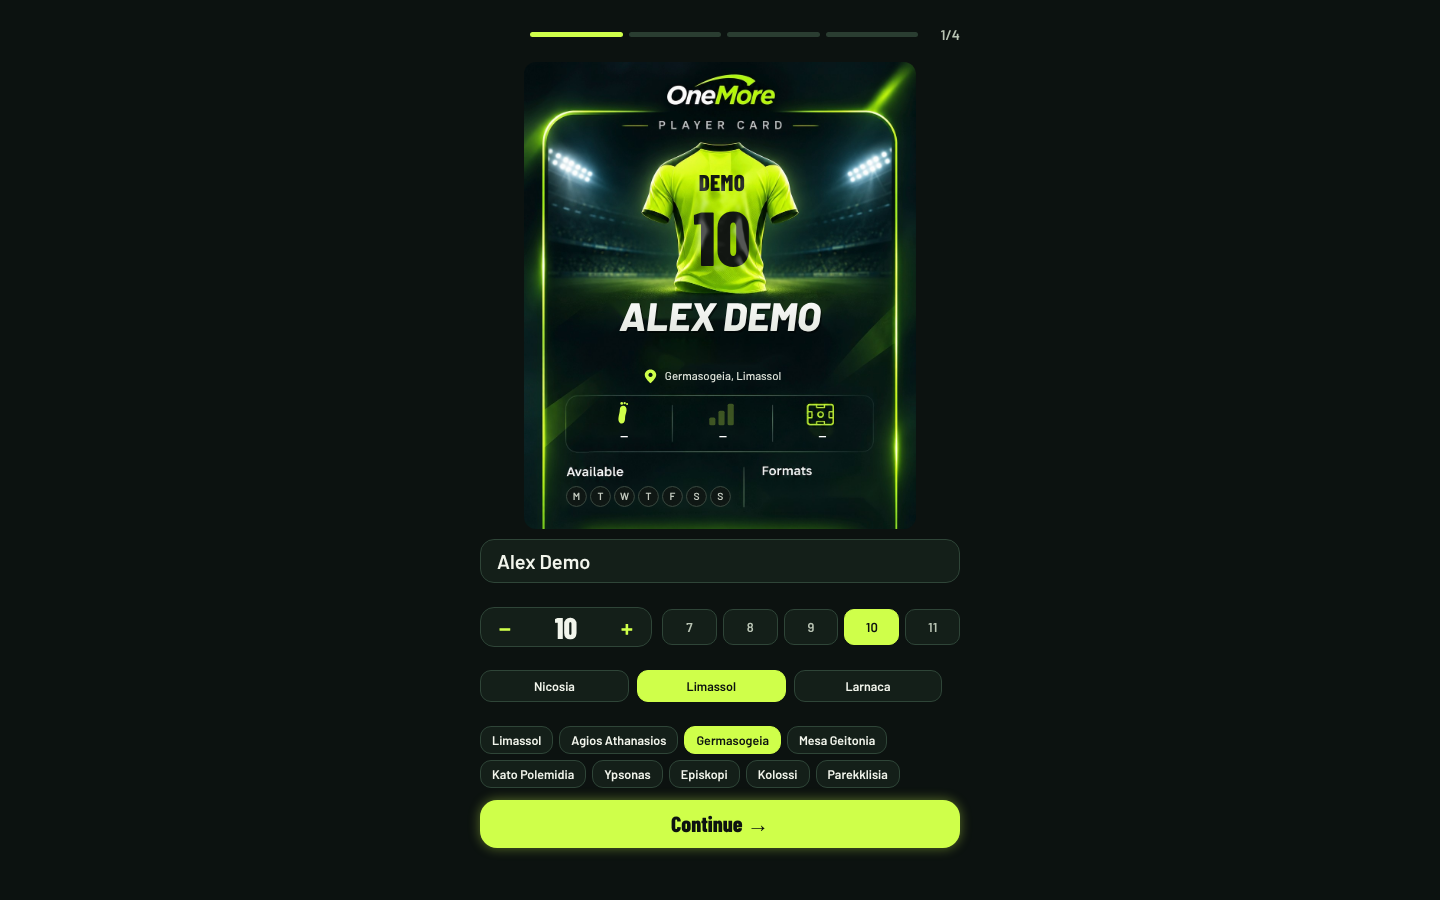 1/4
OneMore
PLAYER CARD
DEMO
10
ALEX DEMO
Germasogeia, Limassol
– – –
Available
Formats
M T W T F S S
Alex Demo
– 10 + 7 8 9 10 11
Nicosia Limassol Larnaca
Limassol Agios Athanasios Germasogeia Mesa Geitonia
Kato Polemidia Ypsonas Episkopi Kolossi Parekklisia
Continue →